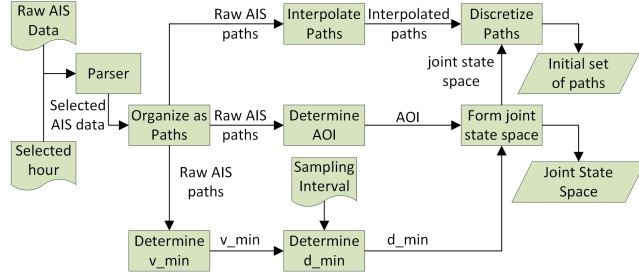 Raw AIS
Data
Raw AIS
paths
Interpolate
Paths
Interpolated
paths
Discretize
Paths
Parser
joint state
space
Initial set
of paths
Selected
AIS data
Organize as
Paths
Raw AIS
paths
Determine
AOI
AOI
Form joint
state space
Selected
hour
Raw AIS
paths
Sampling
Interval
Joint State
Space
Determine
v_min
v_min
Determine
d_min
d_min